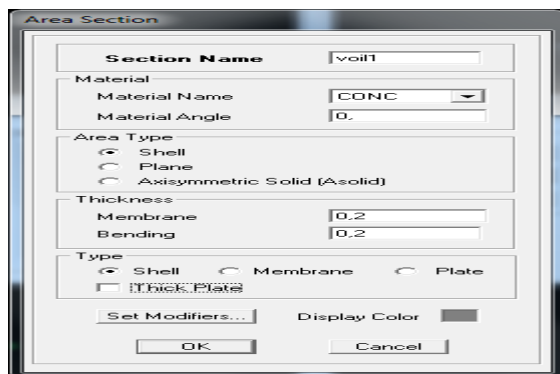 Area Section
Section Name voil1
Material
Material Name CONC
Material Angle 0,
Area Type
Shell
Plane
Axisymmetric Solid (Asolid)
Thickness
Membrane 0,2
Bending 0,2
Type
Shell Membrane Plate
Thick Plate
Set Modifiers... Display Color
OK Cancel